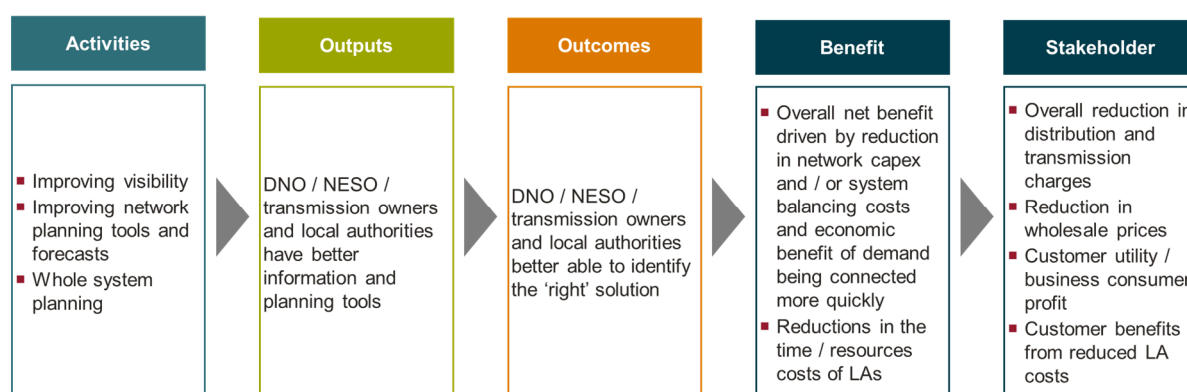 Activities
Improving visibility
Improving network
planning tools and
forecasts
Whole system
planning
Outputs
DNO / NESO /
transmission owners
and local authorities
have better
information and
planning tools
Outcomes
DNO / NESO /
transmission owners
and local authorities
better able to identify
the ‘right’ solution
Benefit
Overall net benefit
driven by reduction
in network capex
and / or system
balancing costs
and economic
benefit of demand
being connected
more quickly
Reductions in the
time / resources
costs of LAs
Stakeholder
Overall reduction in
distribution and
transmission
charges
Reduction in
wholesale prices
Customer utility /
business consumer
profit
Customer benefits
from reduced LA
costs